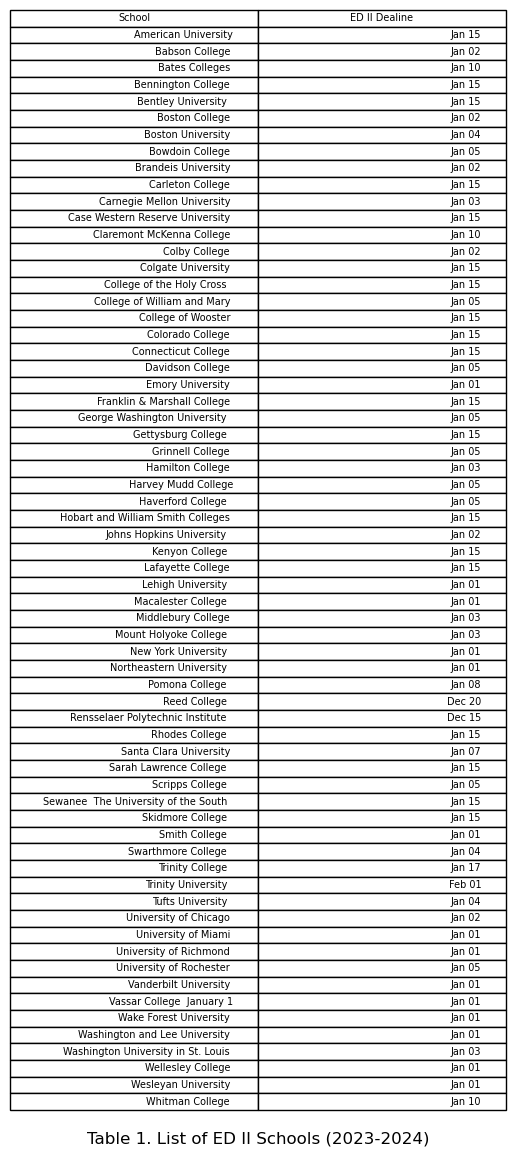 School ED II Dealine
American University Jan 15
Babson College Jan 02
Bates Colleges Jan 10
Bennington College Jan 15
Bentley University Jan 15
Boston College Jan 02
Boston University Jan 04
Bowdoin College Jan 05
Brandeis University Jan 02
Carleton College Jan 15
Carnegie Mellon University Jan 03
Case Western Reserve University Jan 15
Claremont McKenna College Jan 10
Colby College Jan 02
Colgate University Jan 15
College of the Holy Cross Jan 15
College of William and Mary Jan 05
College of Wooster Jan 15
Colorado College Jan 15
Connecticut College Jan 15
Davidson College Jan 05
Emory University Jan 01
Franklin & Marshall College Jan 15
George Washington University Jan 05
Gettysburg College Jan 15
Grinnell College Jan 05
Hamilton College Jan 03
Harvey Mudd College Jan 05
Haverford College Jan 05
Hobart and William Smith Colleges Jan 15
Johns Hopkins University Jan 02
Kenyon College Jan 15
Lafayette College Jan 15
Lehigh University Jan 01
Macalester College Jan 01
Middlebury College Jan 03
Mount Holyoke College Jan 03
New York University Jan 01
Northeastern University Jan 01
Pomona College Jan 08
Reed College Dec 20
Rensselaer Polytechnic Institute Dec 15
Rhodes College Jan 15
Santa Clara University Jan 07
Sarah Lawrence College Jan 15
Scripps College Jan 05
Sewanee The University of the South Jan 15
Skidmore College Jan 15
Smith College Jan 01
Swarthmore College Jan 04
Trinity College Jan 17
Trinity University Feb 01
Tufts University Jan 04
University of Chicago Jan 02
University of Miami Jan 01
University of Richmond Jan 01
University of Rochester Jan 05
Vanderbilt University Jan 01
Vassar College January 1 Jan 01
Wake Forest University Jan 01
Washington and Lee University Jan 01
Washington University in St. Louis Jan 03
Wellesley College Jan 01
Wesleyan University Jan 01
Whitman College Jan 10
Table 1. List of ED II Schools (2023-2024)